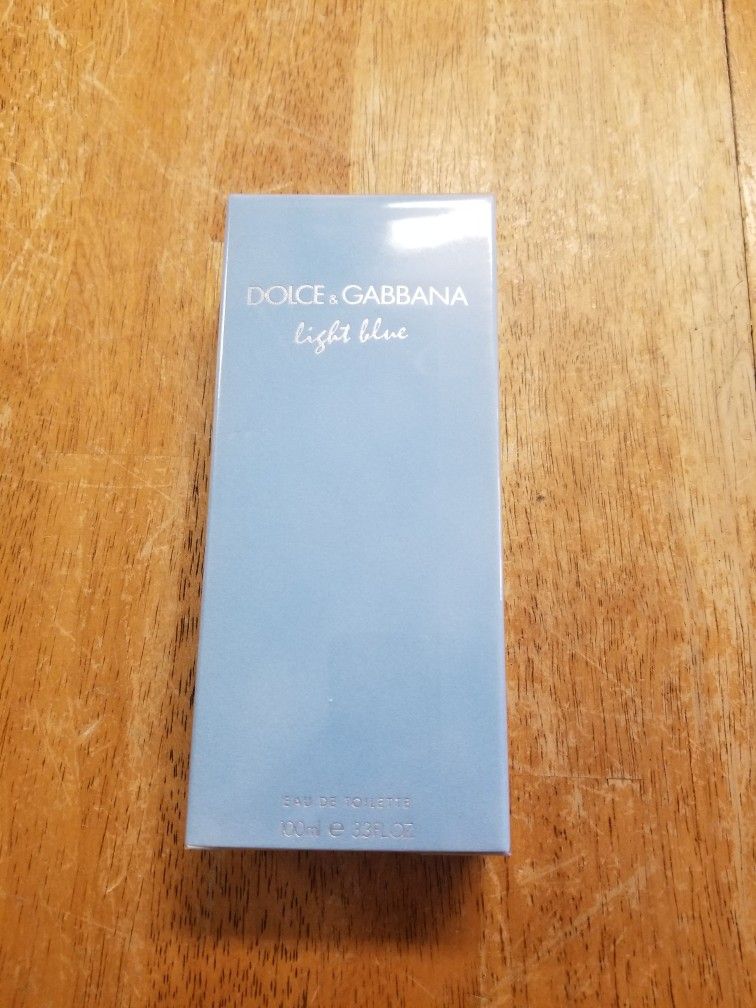 DOLCE & GABBANA
light blue
EAU DE TOILETTE
100ml e 3.3FL.OZ